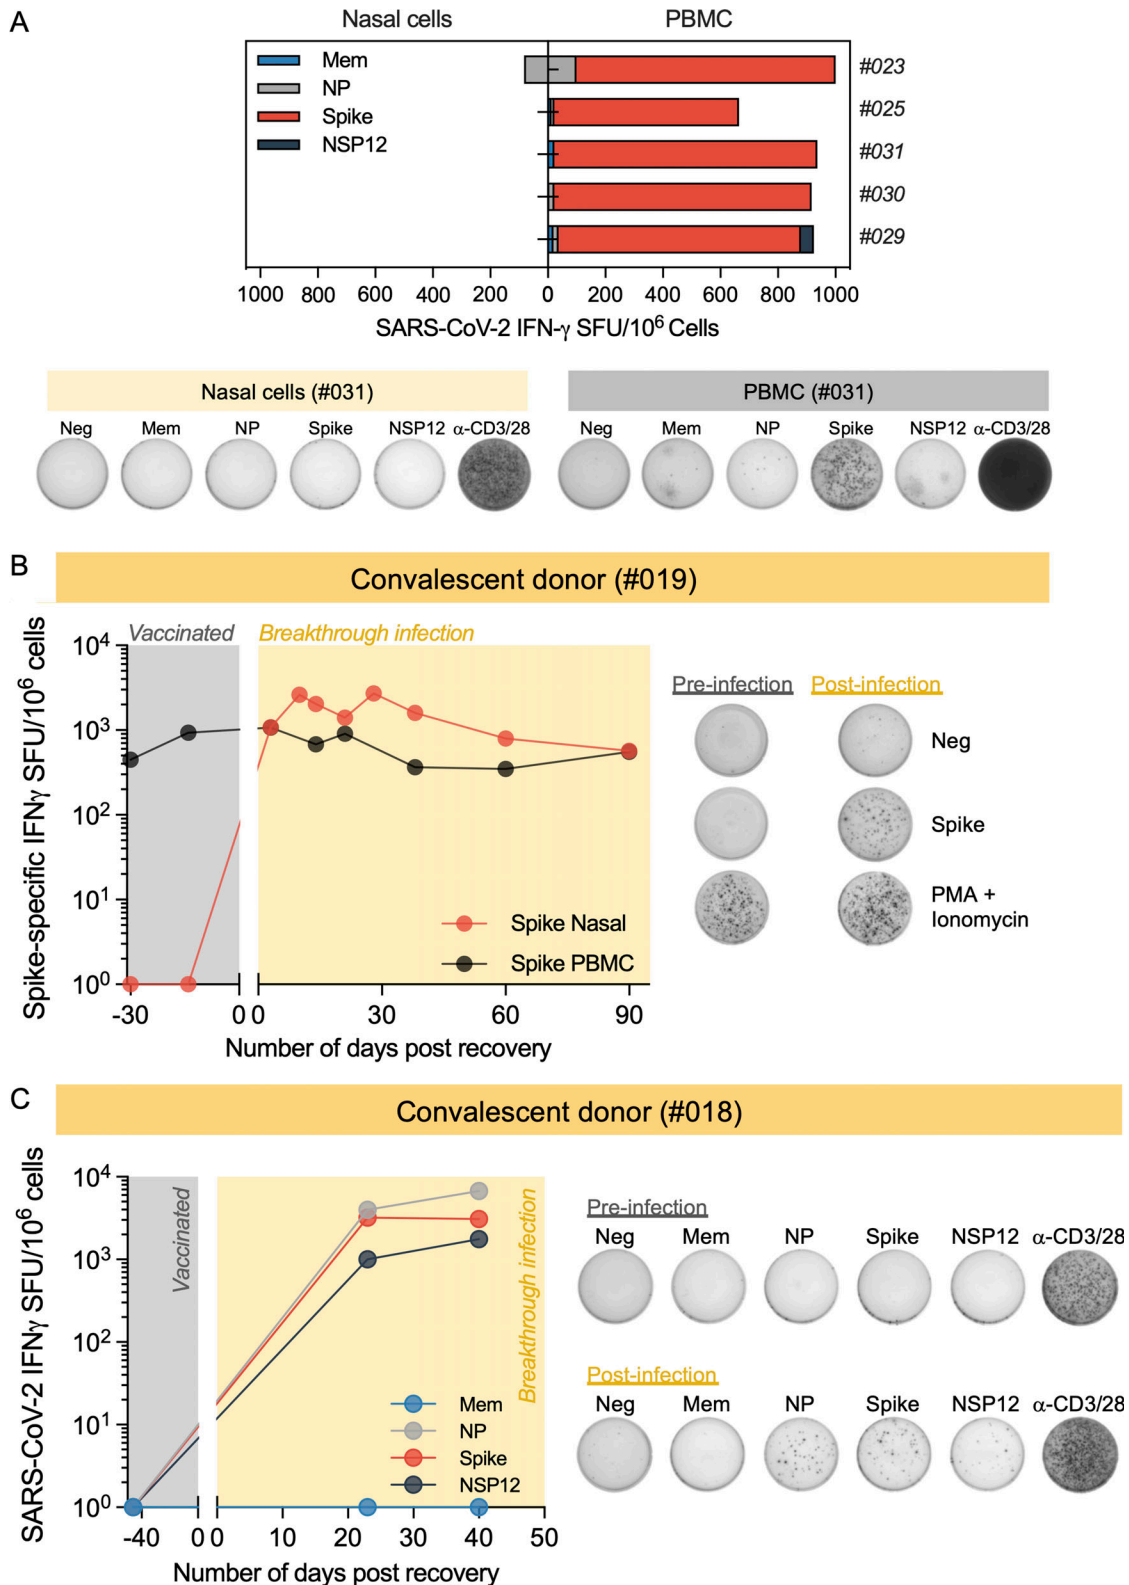 A
Nasal cells PBMC
Mem
NP
Spike
NSP12
#023
#025
#031
#030
#029
1000 800 600 400 200 0 200 400 600 800 1000
SARS-CoV-2 IFN-γ SFU/10⁶ Cells
Nasal cells (#031) PBMC (#031)
Neg Mem NP Spike NSP12 α-CD3/28 Neg Mem NP Spike NSP12 α-CD3/28
B
Convalescent donor (#019)
Vaccinated Breakthrough infection
Spike-specific IFNγ SFU/10⁶ cells
10⁴
10³
10²
10¹
10⁰
Spike Nasal
Spike PBMC
-30 0 0 30 60 90
Number of days post recovery
Pre-infection Post-infection
Neg
Spike
PMA +
Ionomycin
C
Convalescent donor (#018)
SARS-CoV-2 IFNγ SFU/10⁶ cells
10⁴
10³
10²
10¹
10⁰
Vaccinated
Breakthrough infection
Mem
NP
Spike
NSP12
-40 0 0 10 20 30 40 50
Number of days post recovery
Pre-infection
Neg Mem NP Spike NSP12 α-CD3/28
Post-infection
Neg Mem NP Spike NSP12 α-CD3/28